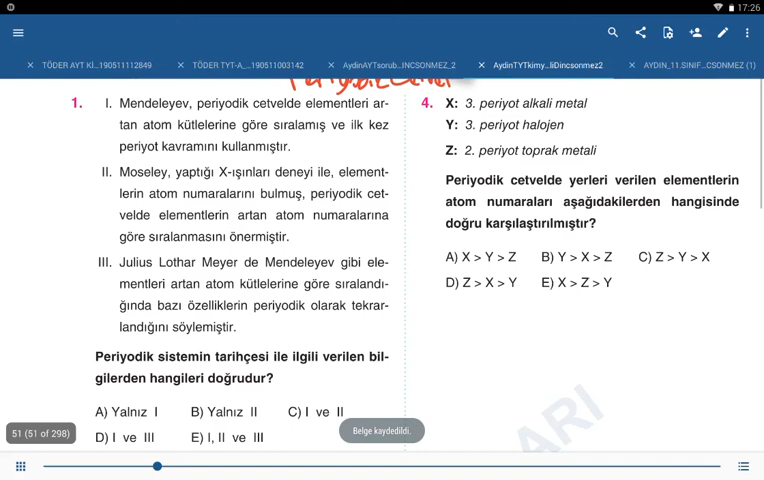 17:26
TÖDER AYT Kİ...190511112849
TÖDER TYT-A_...190511003142
AydinAYTsorub...INCSONMEZ_2
AydinTYTkimy...liDincsonmez2
AYDIN_11.SINIF...CSONMEZ (1)
1. I. Mendeleyev, periyodik cetvelde elementleri ar-
tan atom kütlelerine göre sıralamış ve ilk kez
periyot kavramını kullanmıştır.
II. Moseley, yaptığı X-ışınları deneyi ile, element-
lerin atom numaralarını bulmuş, periyodik cet-
velde elementlerin artan atom numaralarına
göre sıralanmasını önermiştir.
III. Julius Lothar Meyer de Mendeleyev gibi ele-
mentleri artan atom kütlelerine göre sıralandı-
ğında bazı özelliklerin periyodik olarak tekrar-
landığını söylemiştir.
Periyodik sistemin tarihçesi ile ilgili verilen bil-
gilerden hangileri doğrudur?
A) Yalnız I B) Yalnız II C) I ve II
D) I ve III E) I, II ve III
4. X: 3. periyot alkali metal
Y: 3. periyot halojen
Z: 2. periyot toprak metali
Periyodik cetvelde yerleri verilen elementlerin
atom numaraları aşağıdakilerden hangisinde
doğru karşılaştırılmıştır?
A) X > Y > Z B) Y > X > Z C) Z > Y > X
D) Z > X > Y E) X > Z > Y
51 (51 of 298)
Belge kaydedildi.